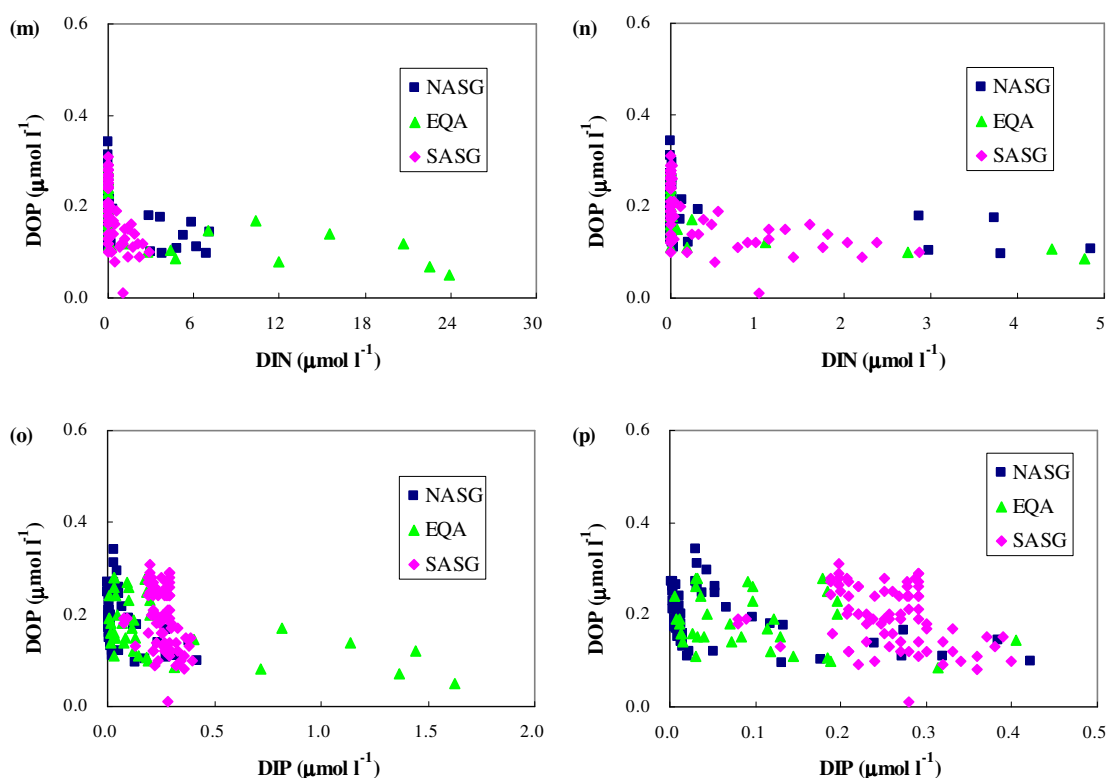 (m)
0.6
0.4
0.2
0.0
DOP (μmol l⁻¹)
NASG
EQA
SASG
0 6 12 18 24 30
DIN (μmol l⁻¹)
(n)
0.6
0.4
0.2
0.0
DOP (μmol l⁻¹)
NASG
EQA
SASG
0 1 2 3 4 5
DIN (μmol l⁻¹)
(o)
0.6
0.4
0.2
0.0
DOP (μmol l⁻¹)
NASG
EQA
SASG
0.0 0.5 1.0 1.5 2.0
DIP (μmol l⁻¹)
(p)
0.6
0.4
0.2
0.0
DOP (μmol l⁻¹)
NASG
EQA
SASG
0.0 0.1 0.2 0.3 0.4 0.5
DIP (μmol l⁻¹)